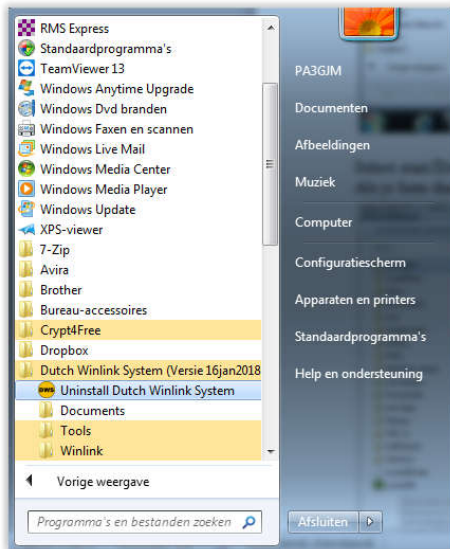 RMS Express
Standaardprogramma's
TeamViewer 13
Windows Anytime Upgrade
Windows Dvd branden
Windows Faxen en scannen
Windows Live Mail
Windows Media Center
Windows Media Player
Windows Update
XPS-viewer
7-Zip
Avira
Brother
Bureau-accessoires
Crypt4Free
Dropbox
Dutch Winlink System (Versie 16jan2018
DWS Uninstall Dutch Winlink System
Documents
Tools
Winlink
Vorige weergave
Programma's en bestanden zoeken
PA3GJM
Documenten
Afbeeldingen
Muziek
Computer
Configuratiescherm
Apparaten en printers
Standaardprogramma's
Help en ondersteuning
Afsluiten